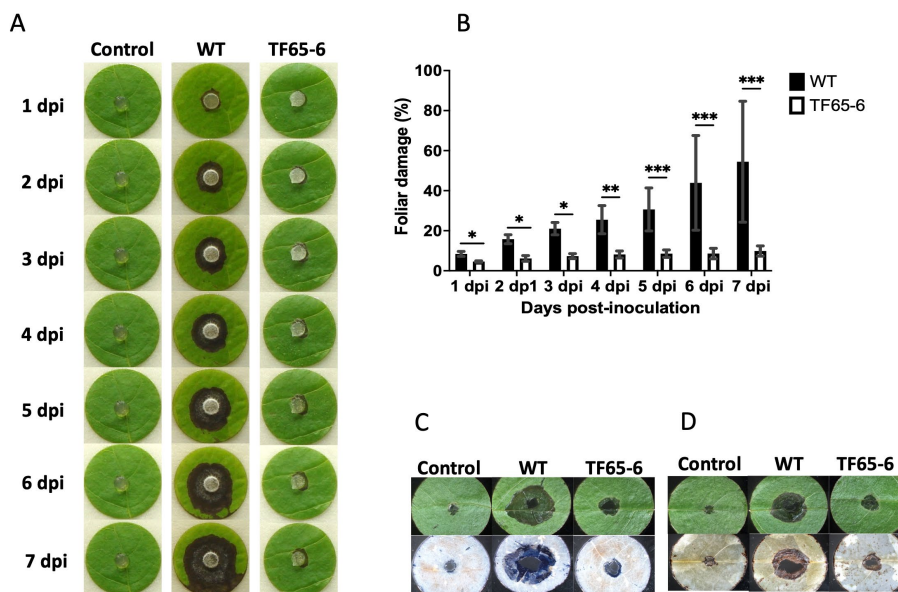 A
Control WT TF65-6
1 dpi
2 dpi
3 dpi
4 dpi
5 dpi
6 dpi
7 dpi
B
100
80
60
40
20
0
Foliar damage (%)
* * * ** *** *** ***
WT
TF65-6
1 dpi 2 dp1 3 dpi 4 dpi 5 dpi 6 dpi 7 dpi
Days post-inoculation
C
Control WT TF65-6
D
Control WT TF65-6